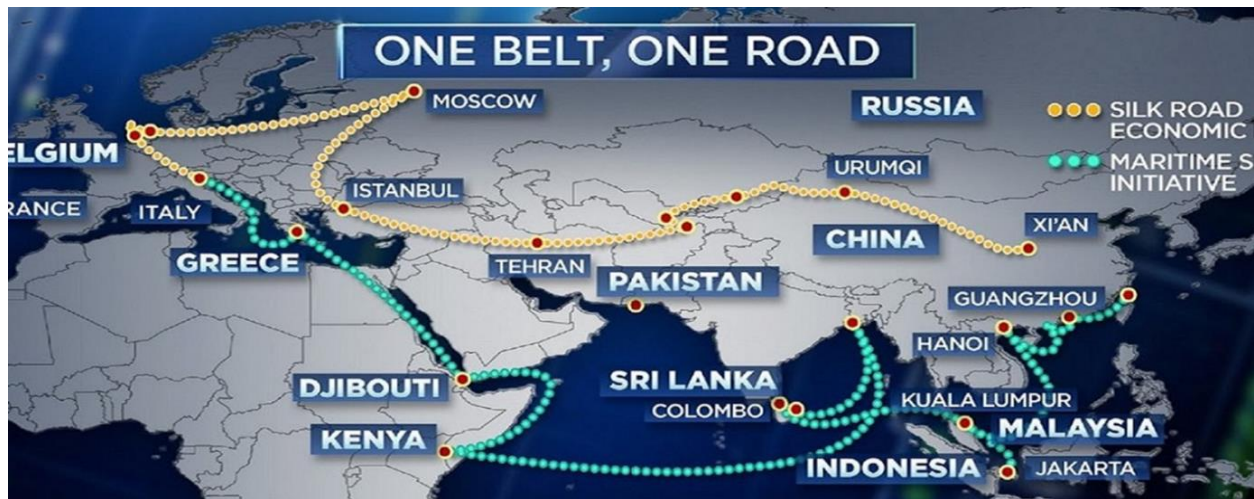 ONE BELT, ONE ROAD
MOSCOW
RUSSIA
SILK ROAD
ECONOMIC
MARITIME S
INITIATIVE
ELGIUM
URUMQI
ISTANBUL
RANCE
ITALY
XI'AN
CHINA
GREECE
TEHRAN
PAKISTAN
GUANGZHOU
HANOI
DJIBOUTI
SRI LANKA
COLOMBO
KUALA LUMPUR
KENYA
MALAYSIA
INDONESIA
JAKARTA